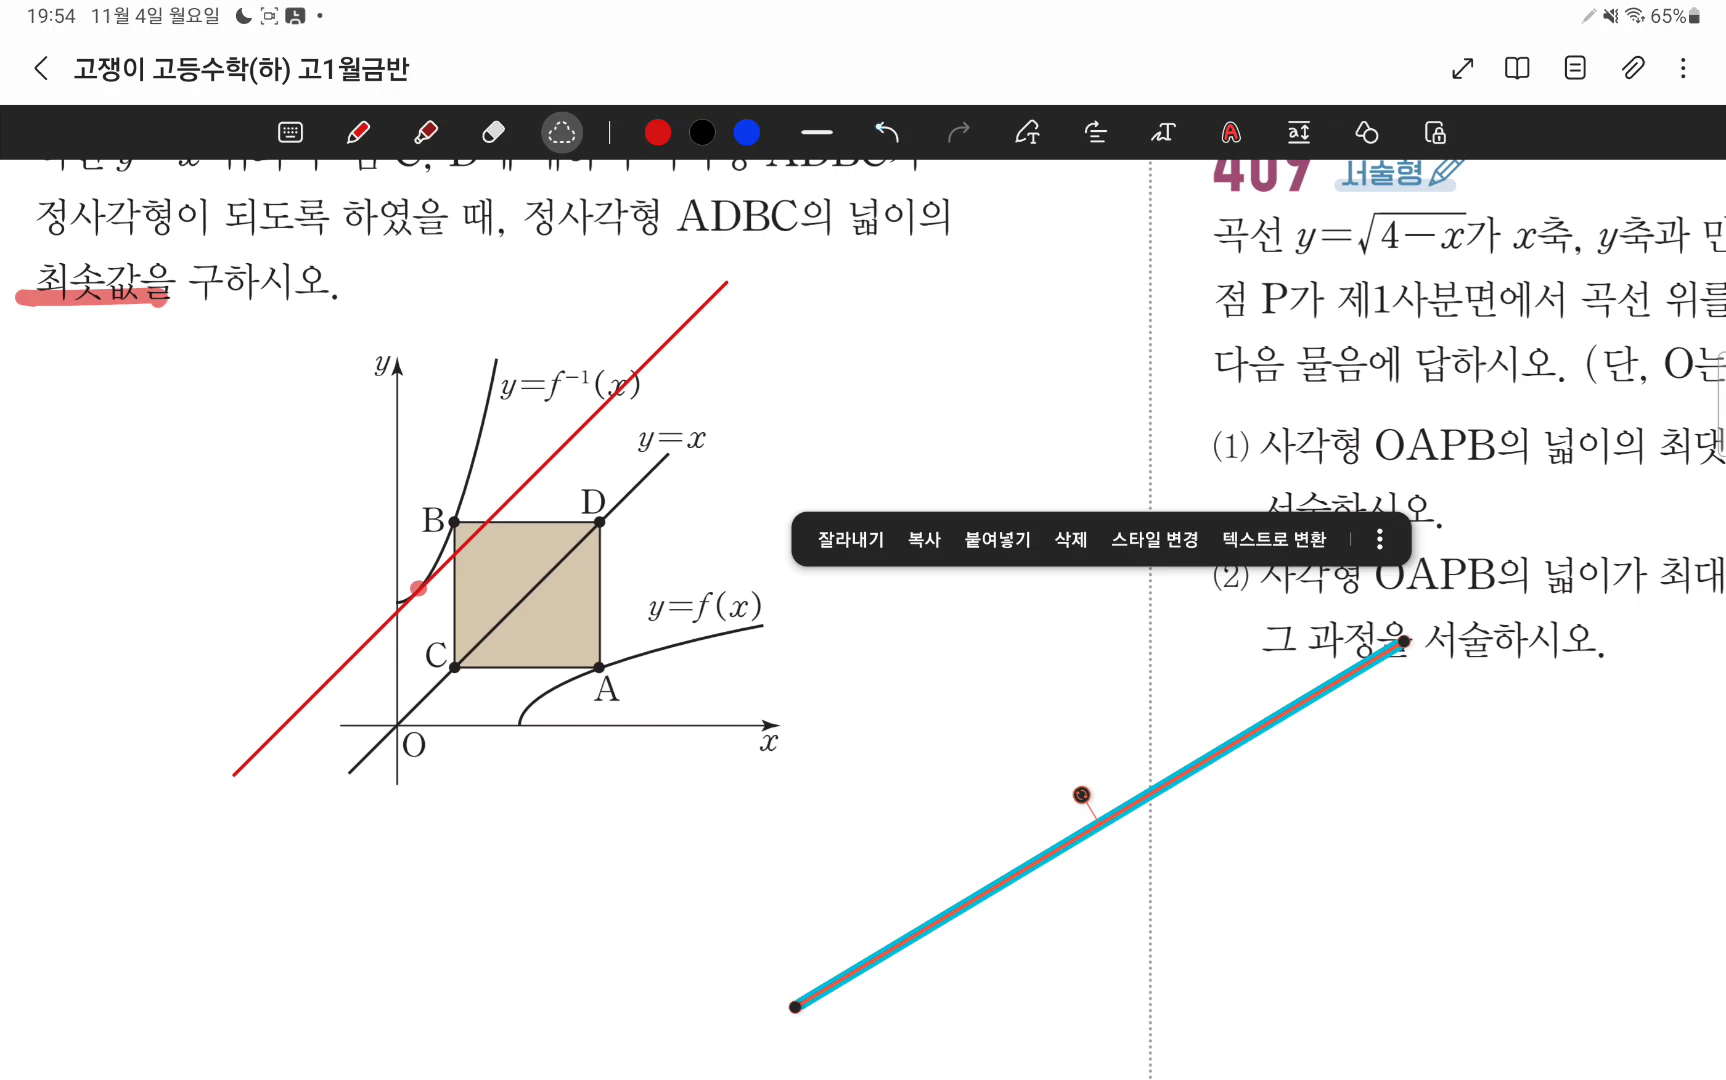 19:54 11월 4일 월요일
65%
고쟁이 고등수학(하) 고1월금반
정사각형이 되도록 하였을 때, 정사각형 ADBC의 넓이의
최솟값을 구하시오.
y
y=f⁻¹(x)
y=x
B
D
y=f(x)
C
A
O
x
409 서술형
곡선 y=√4−x가 x축, y축과 만
점 P가 제1사분면에서 곡선 위를
다음 물음에 답하시오. (단, O는
(1) 사각형 OAPB의 넓이의 최댓
서술하시오.
잘라내기 복사 붙여넣기 삭제 스타일 변경 텍스트로 변환
(2) 사각형 OAPB의 넓이가 최대
그 과정을 서술하시오.